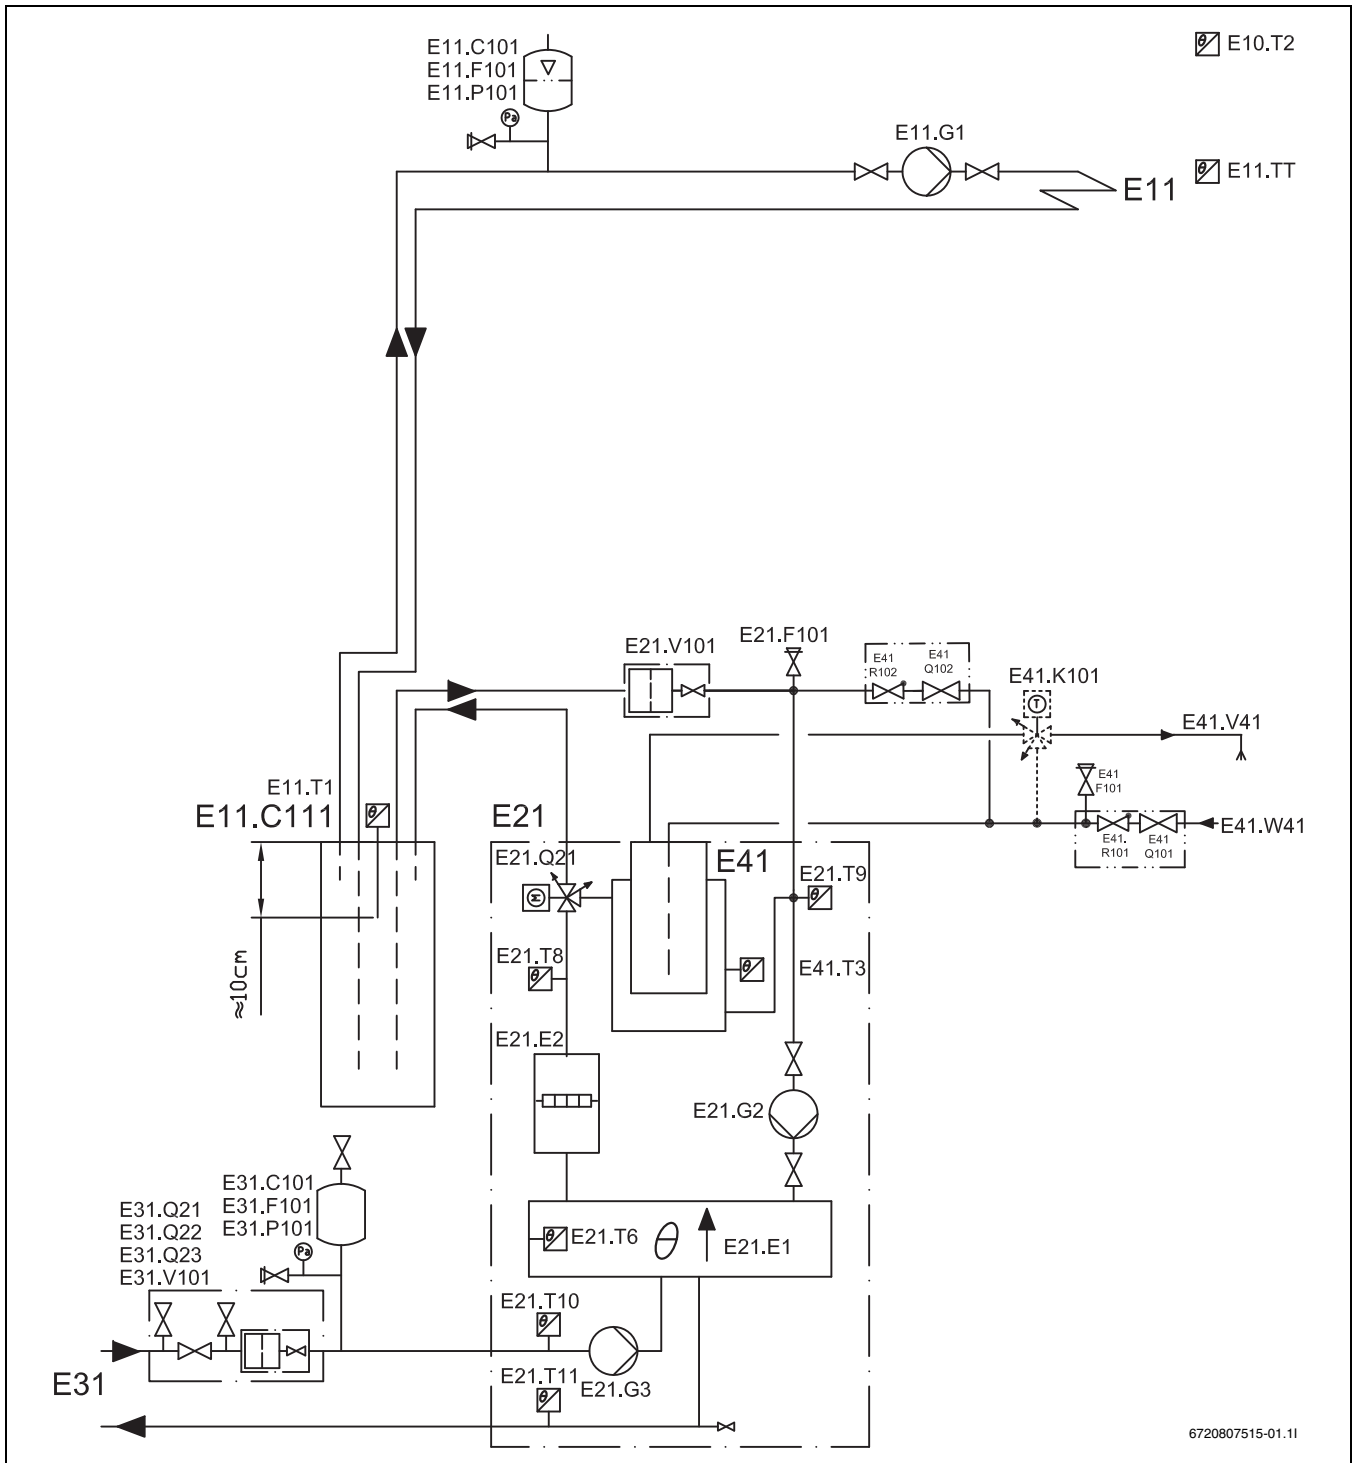 E11.C101
E11.F101
E11.P101
Pa
E10.T2
θ
E11.G1
θ
E11.TT
E11
E21.V101
E21.F101
E41
R102
E41
Q102
E41.K101
T
E41.V41
E41
F101
E41.
R101
E41
Q101
E41.W41
E11.T1
E11.C111
θ
≈10cm
E21
E21.Q21
M
E41
E21.T9
θ
E21.T8
θ
θ
E41.T3
E21.E2
E21.G2
E31.C101
E31.F101
E31.P101
Pa
E31.Q21
E31.Q22
E31.Q23
E31.V101
θ
E21.T6
E21.E1
E21.T10
θ
E31
E21.T11
θ
E21.G3
6720807515-01.1I